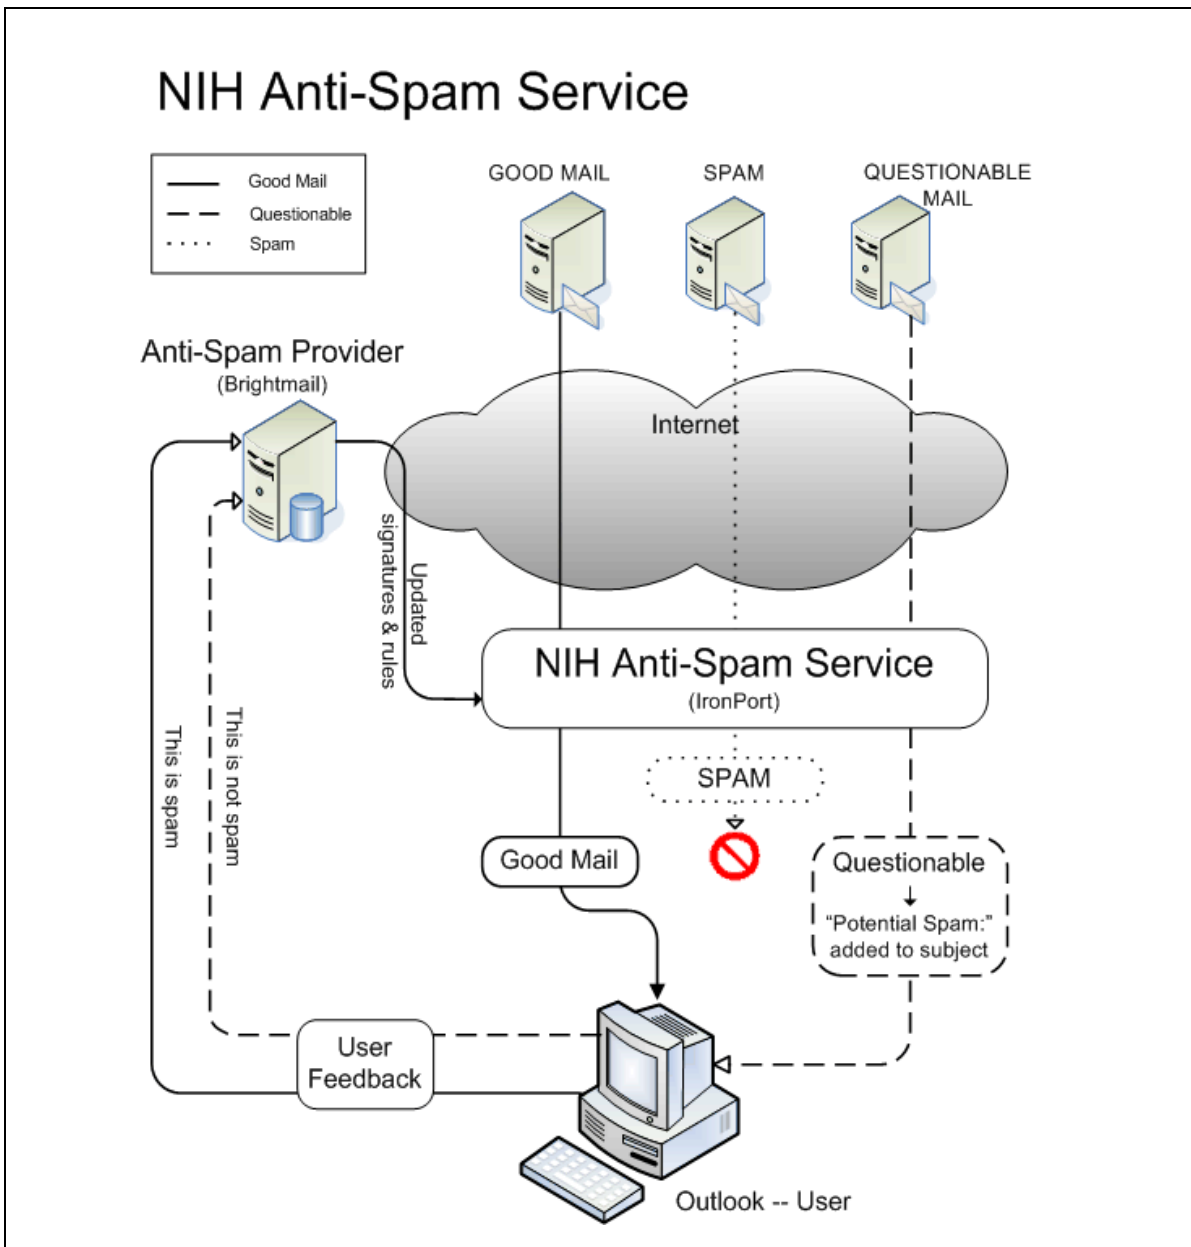 NIH Anti-Spam Service
Good Mail
Questionable
Spam
GOOD MAIL
SPAM
QUESTIONABLE
MAIL
Anti-Spam Provider
(Brightmail)
Internet
Updated
signatures & rules
NIH Anti-Spam Service
(IronPort)
This is spam
This is not spam
SPAM
Good Mail
Questionable
“Potential Spam:”
added to subject
User
Feedback
Outlook -- User